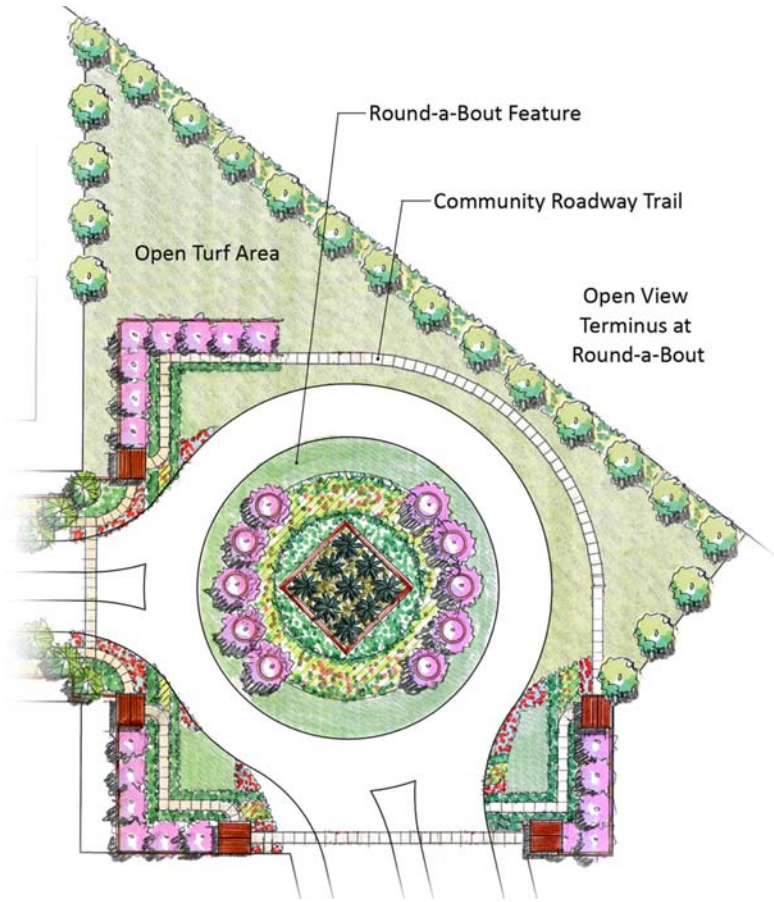 Round-a-Bout Feature
Community Roadway Trail
Open Turf Area
Open View
Terminus at
Round-a-Bout